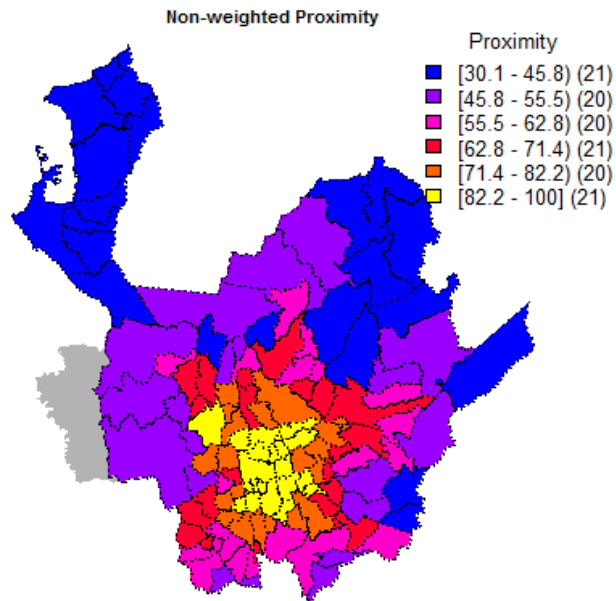 Non-weighted Proximity
Proximity
[30.1 - 45.8) (21)
[45.8 - 55.5) (20)
[55.5 - 62.8) (20)
[62.8 - 71.4) (21)
[71.4 - 82.2) (20)
[82.2 - 100] (21)